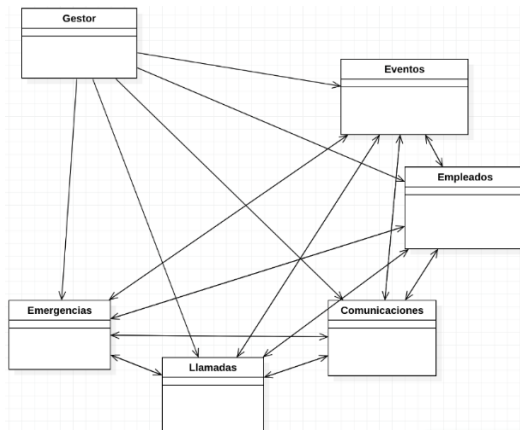 Gestor
Eventos
Empleados
Emergencias
Comunicaciones
Llamadas